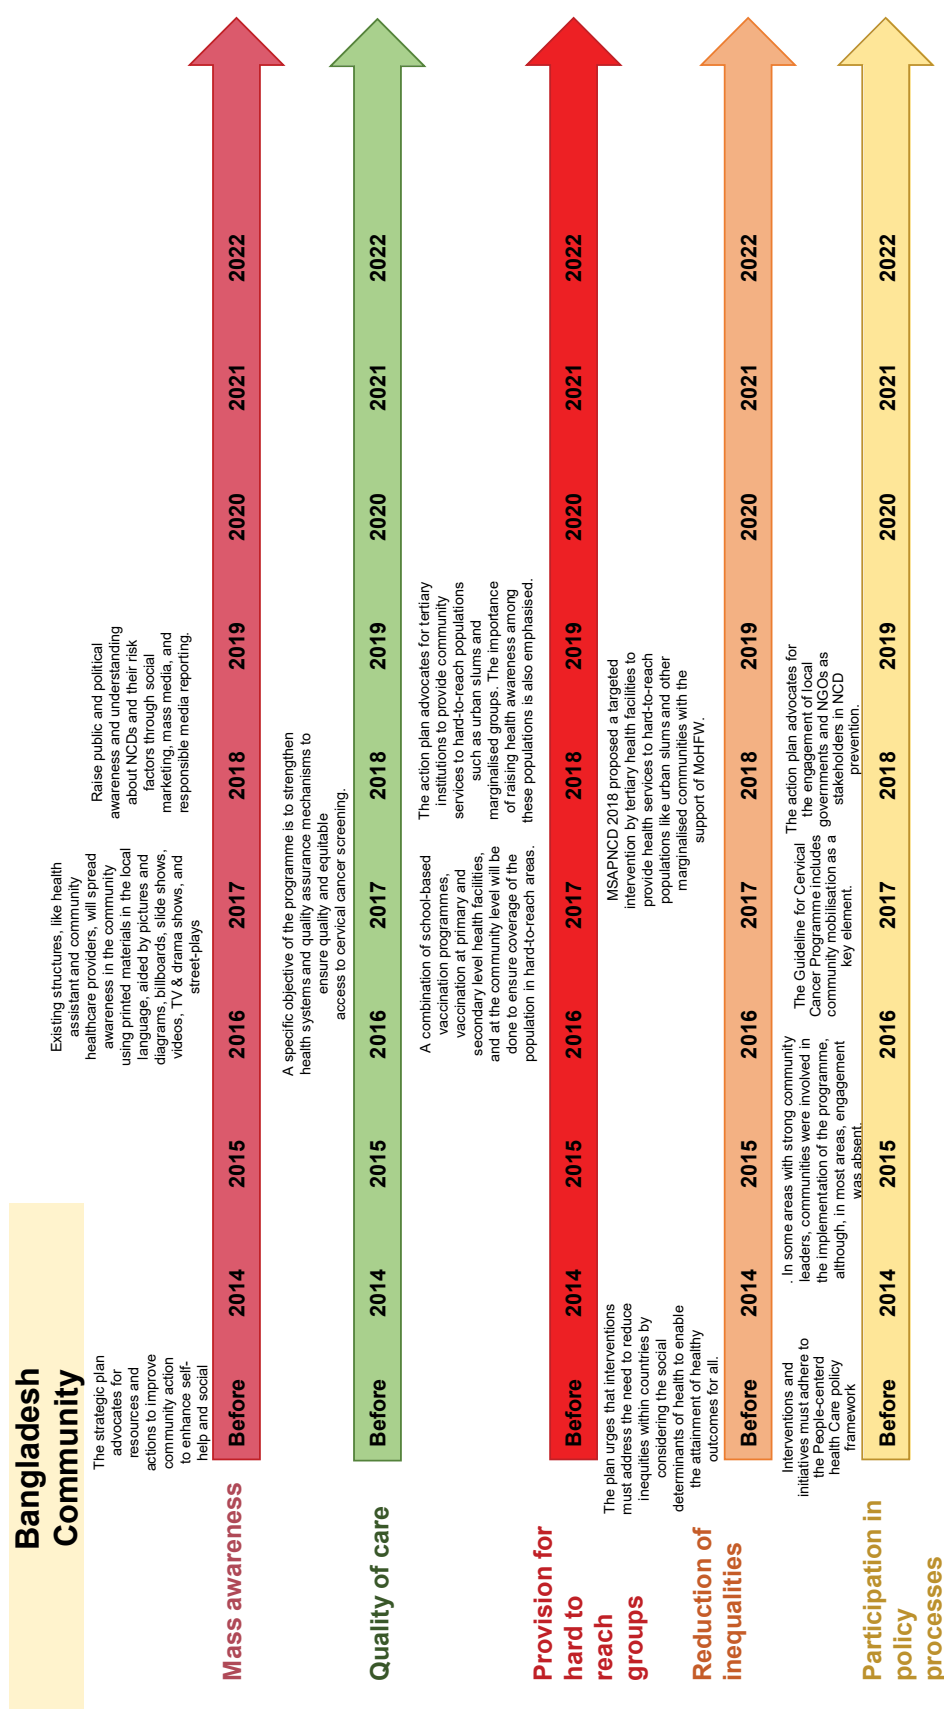 Bangladesh
Community
The strategic plan
advocates for
resources and
actions to improve
community action
to enhance self-
help and social
Existing structures, like health
assistant and community
healthcare providers, will spread
awareness in the community
using printed materials in the local
language, aided by pictures and
diagrams, billboards, slide shows,
videos, TV & drama shows, and
street-plays
Raise public and political
awareness and understanding
about NCDs and their risk
factors through social
marketing, mass media, and
responsible media reporting.
Mass awareness
Before 2014 2015 2016 2017 2018 2019 2020 2021 2022
A specific objective of the programme is to strengthen
health systems and quality assurance mechanisms to
ensure quality and equitable
access to cervical cancer screening.
Quality of care
Before 2014 2015 2016 2017 2018 2019 2020 2021 2022
A combination of school-based
vaccination programmes,
vaccination at primary and
secondary level health facilities,
and at the community level will be
done to ensure coverage of the
population in hard-to-reach areas.
The action plan advocates for tertiary
institutions to provide community
services to hard-to-reach populations
such as urban slums and
marginalised groups. The importance
of raising health awareness among
these populations is also emphasised.
Provision for
hard to
reach
groups
Before 2014 2015 2016 2017 2018 2019 2020 2021 2022
The plan urges that interventions
must address the need to reduce
inequities within countries by
considering the social
determinants of health to enable
the attainment of healthy
outcomes for all.
MSAPNCD 2018 proposed a targeted
intervention by tertiary health facilities to
provide health services to hard-to-reach
populations like urban slums and other
marginalised communities with the
support of MoHFW.
Reduction of
inequalities
Before 2014 2015 2016 2017 2018 2019 2020 2021 2022
Interventions and
initiatives must adhere to
the People-centered
health Care policy
framework
. In some areas with strong community
leaders, communities were involved in
the implementation of the programme,
although, in most areas, engagement
was absent.
The Guideline for Cervical
Cancer Programme includes
community mobilisation as a
key element.
The action plan advocates for
the engagement of local
governments and NGOs as
stakeholders in NCD
prevention.
Participation in
policy
processes
Before 2014 2015 2016 2017 2018 2019 2020 2021 2022